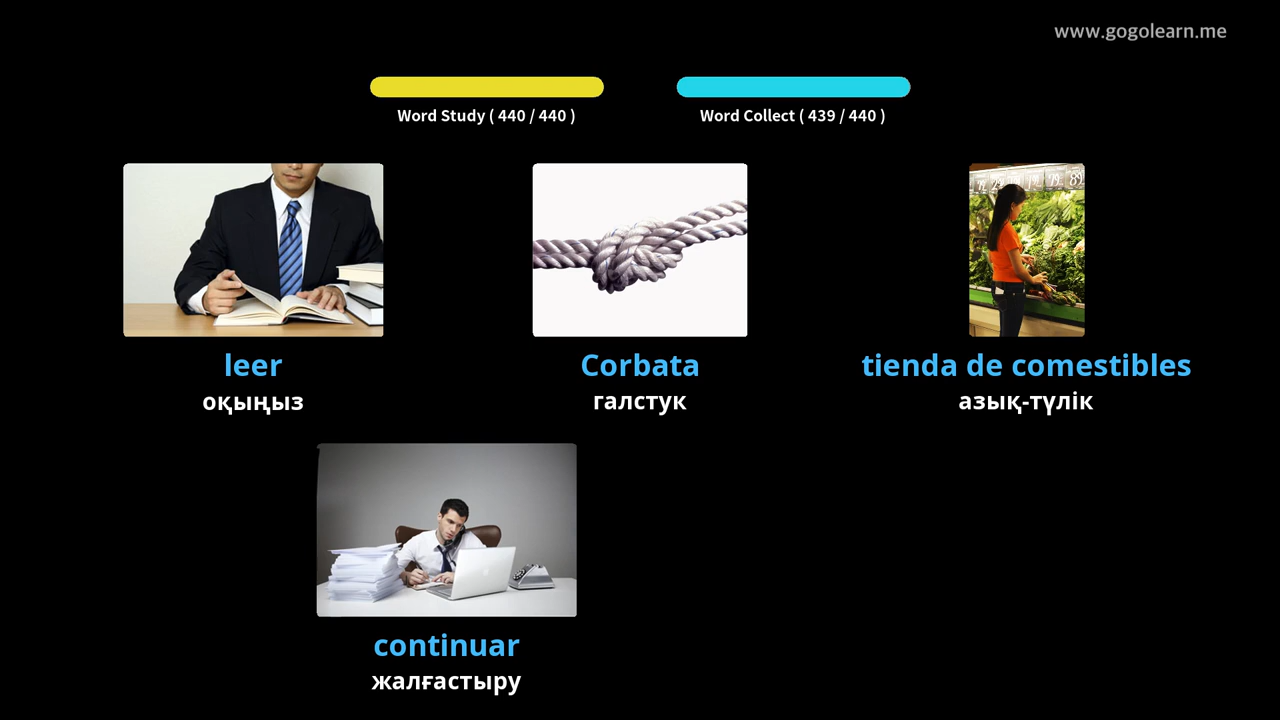 www.gogolearn.me
Word Study ( 440 / 440 )
Word Collect ( 439 / 440 )
leer
оқыңыз
Corbata
галстук
tienda de comestibles
азық-түлік
continuar
жалғастыру